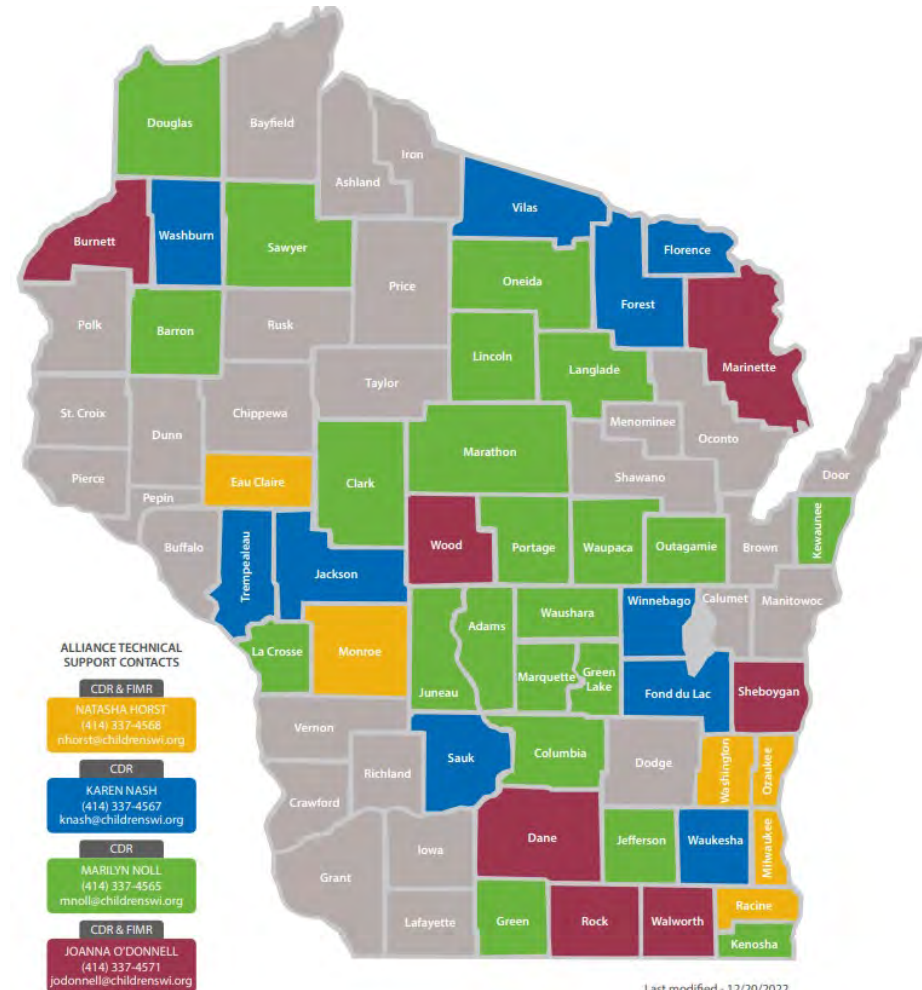 Douglas
Bayfield
Iron
Ashland
Vilas
Burnett
Washburn
Sawyer
Florence
Oneida
Forest
Price
Polk
Barron
Rusk
Lincoln
Langlade
Marinette
Taylor
St. Croix
Chippewa
Dunn
Menominee
Oconto
Marathon
Pierce
Eau Claire
Clark
Shawano
Door
Pepin
Buffalo
Trempealeau
Jackson
Wood
Portage
Waupaca
Outagamie
Brown
Kewaunee
Winnebago
Calumet
Manitowoc
Waushara
Adams
La Crosse
Monroe
Juneau
Marquette
Green
Lake
Fond du Lac
Sheboygan
Vernon
Sauk
Columbia
Dodge
Washington
Ozaukee
Richland
Crawford
Iowa
Dane
Jefferson
Waukesha
Milwaukee
Grant
Lafayette
Green
Rock
Walworth
Racine
Kenosha
ALLIANCE TECHNICAL
SUPPORT CONTACTS
CDR & FIMR
NATASHA HORST
(414) 337-4568
nhorst@childrenswi.org
CDR
KAREN NASH
(414) 337-4567
knash@childrenswi.org
CDR
MARILYN NOLL
(414) 337-4565
mnoll@childrenswi.org
CDR & FIMR
JOANNA O'DONNELL
(414) 337-4571
jodonnell@childrenswi.org
Last modified - 12/20/2022